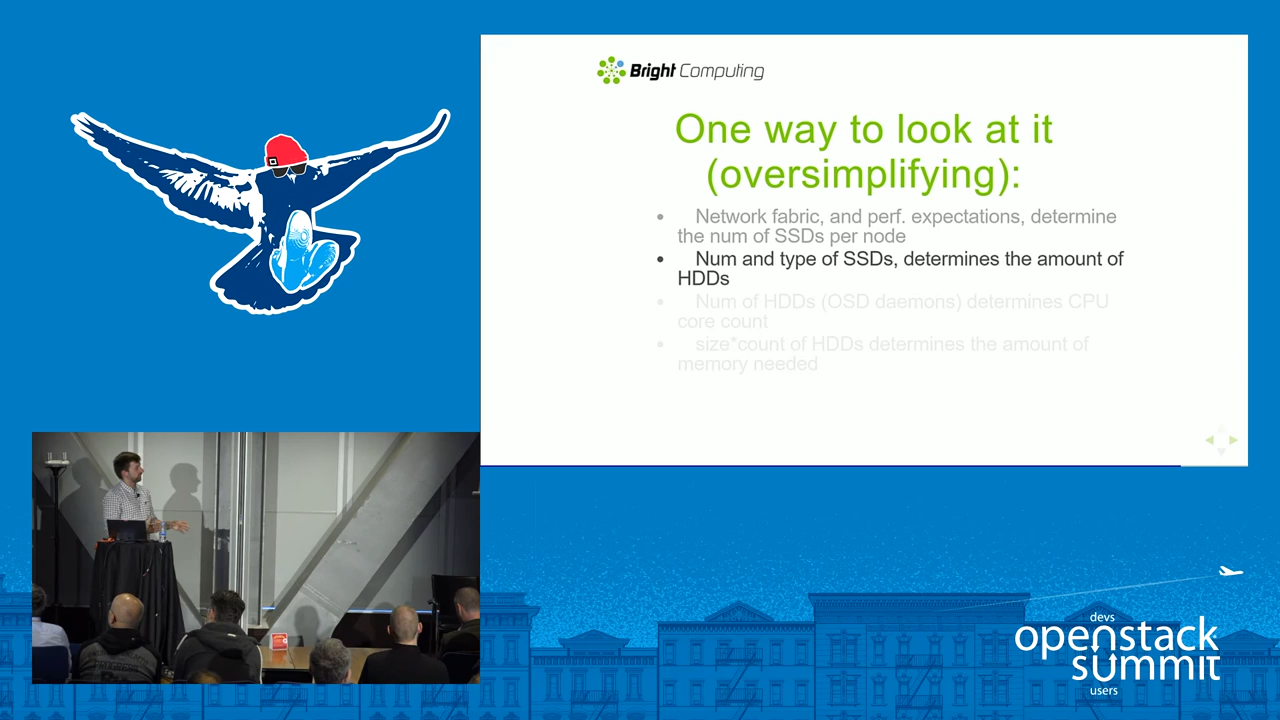 Bright Computing
One way to look at it
(oversimplifying):
• Network fabric, and perf. expectations, determine
the num of SSDs per node
• Num and type of SSDs, determines the amount of
HDDs
• Num of HDDs (OSD daemons) determines CPU
core count
• size*count of HDDs determines the amount of
memory needed
devs
openstack
summit
users